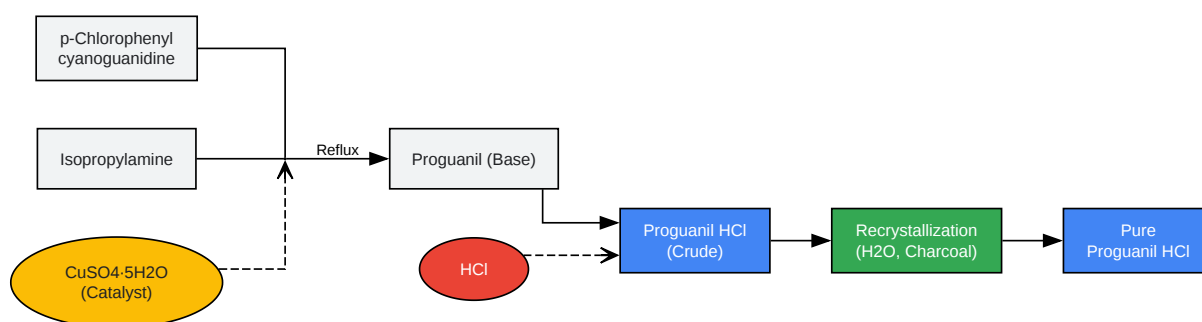 p-Chlorophenyl
cyanoguanidine
Isopropylamine
Reflux
Proguanil (Base)
CuSO4·5H2O
(Catalyst)
HCl
Proguanil HCl
(Crude)
Recrystallization
(H2O, Charcoal)
Pure
Proguanil HCl